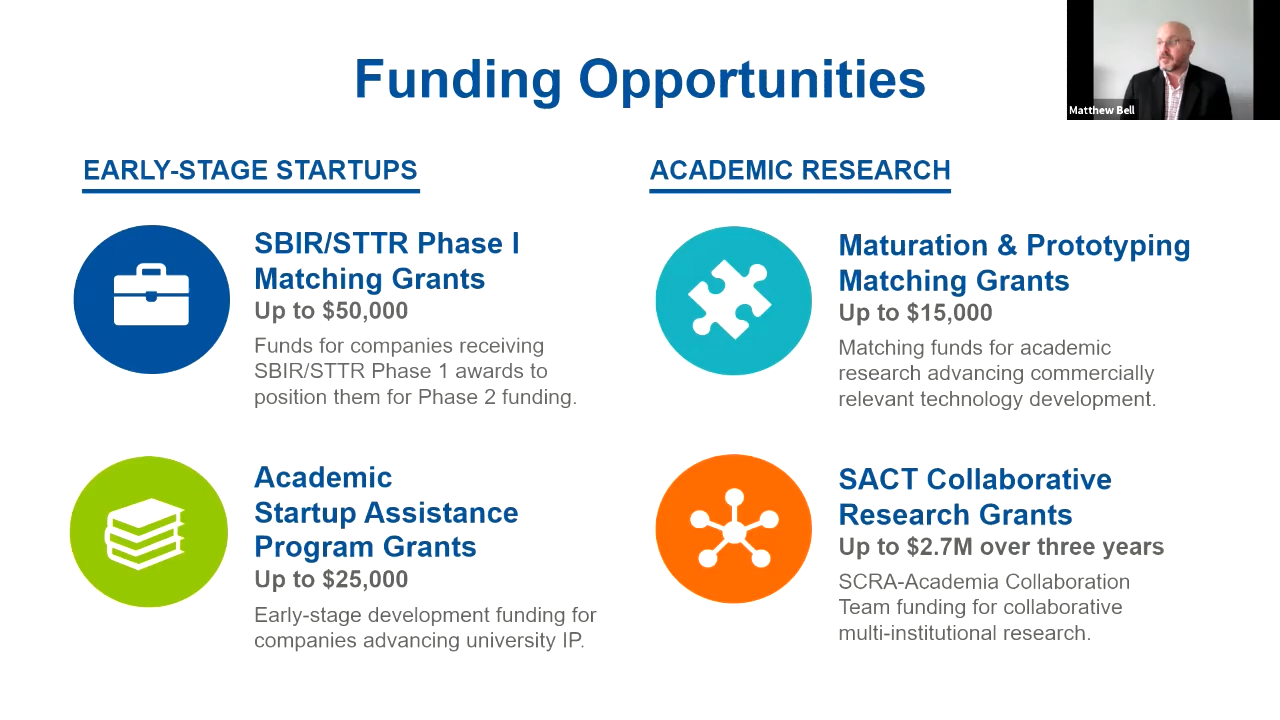 Funding Opportunities
Matthew Bell
EARLY-STAGE STARTUPS
SBIR/STTR Phase I
Matching Grants
Up to $50,000
Funds for companies receiving
SBIR/STTR Phase 1 awards to
position them for Phase 2 funding.
Academic
Startup Assistance
Program Grants
Up to $25,000
Early-stage development funding for
companies advancing university IP.
ACADEMIC RESEARCH
Maturation & Prototyping
Matching Grants
Up to $15,000
Matching funds for academic
research advancing commercially
relevant technology development.
SACT Collaborative
Research Grants
Up to $2.7M over three years
SCRA-Academia Collaboration
Team funding for collaborative
multi-institutional research.